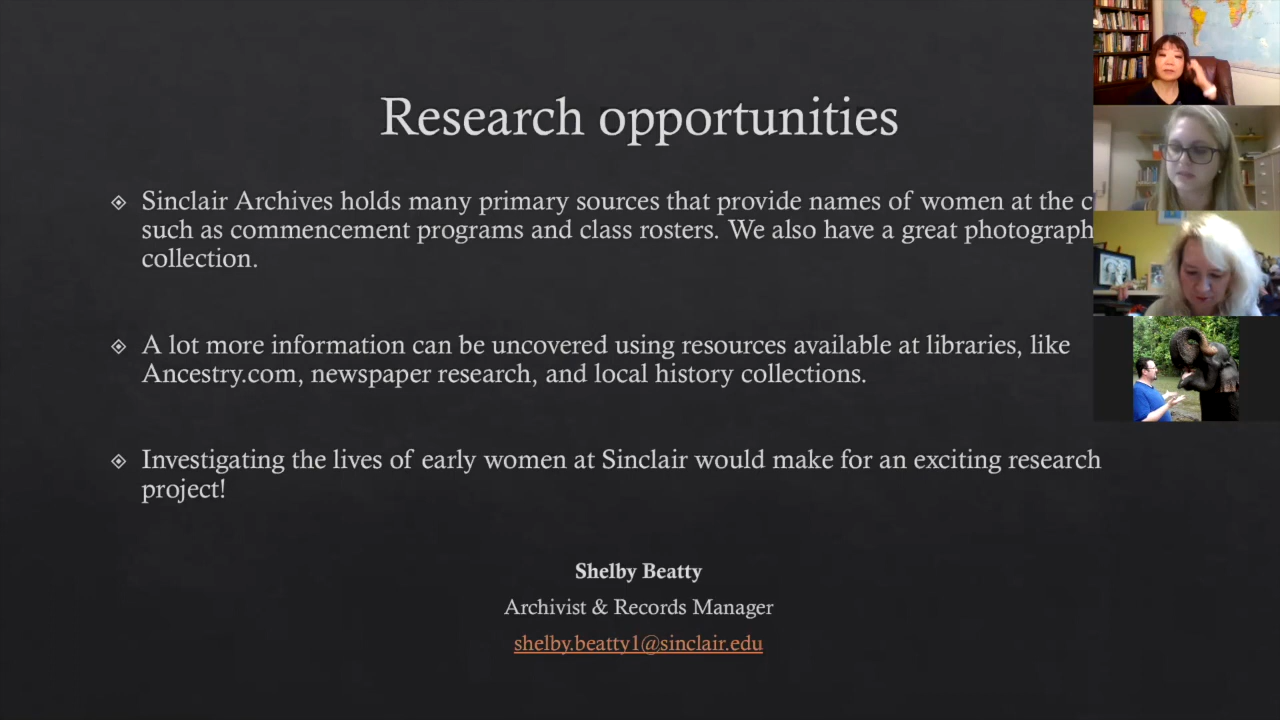 Research opportunities
Sinclair Archives holds many primary sources that provide names of women at the c
such as commencement programs and class rosters. We also have a great photograph
collection.
A lot more information can be uncovered using resources available at libraries, like
Ancestry.com, newspaper research, and local history collections.
Investigating the lives of early women at Sinclair would make for an exciting research
project!
Shelby Beatty
Archivist & Records Manager
shelby.beatty1@sinclair.edu